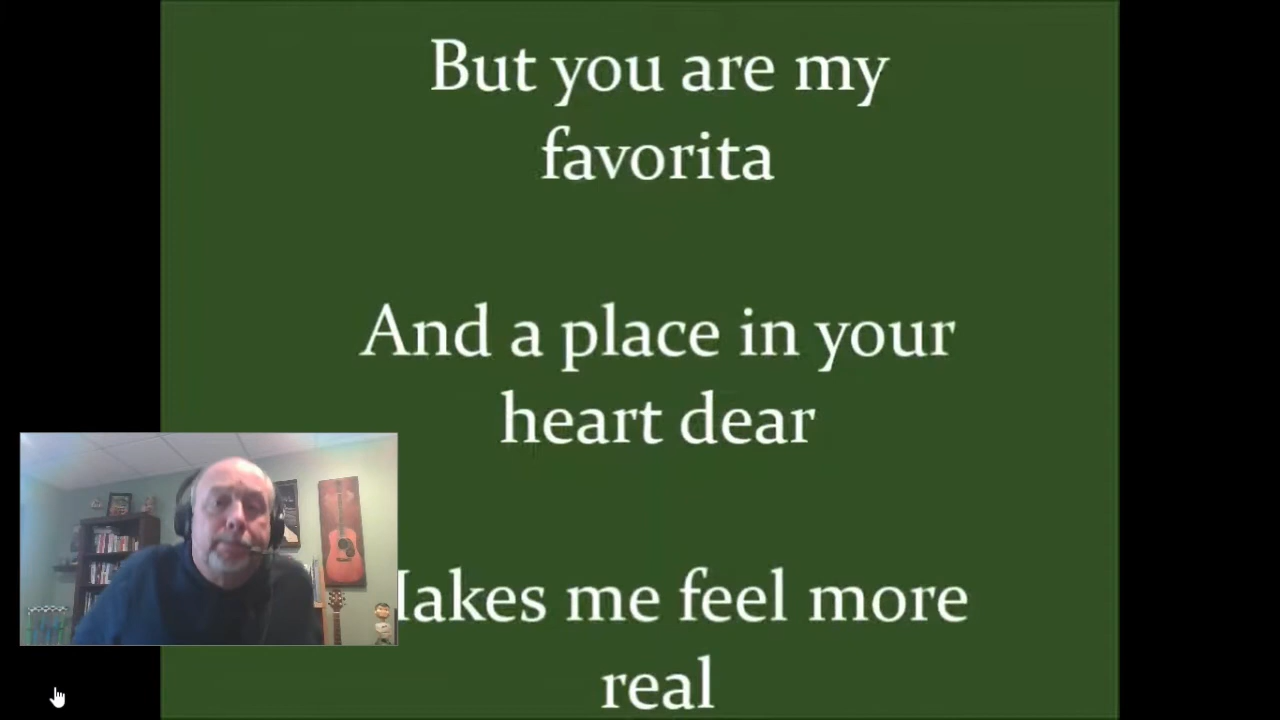 But you are my
favorita
And a place in your
heart dear
me feel more
real